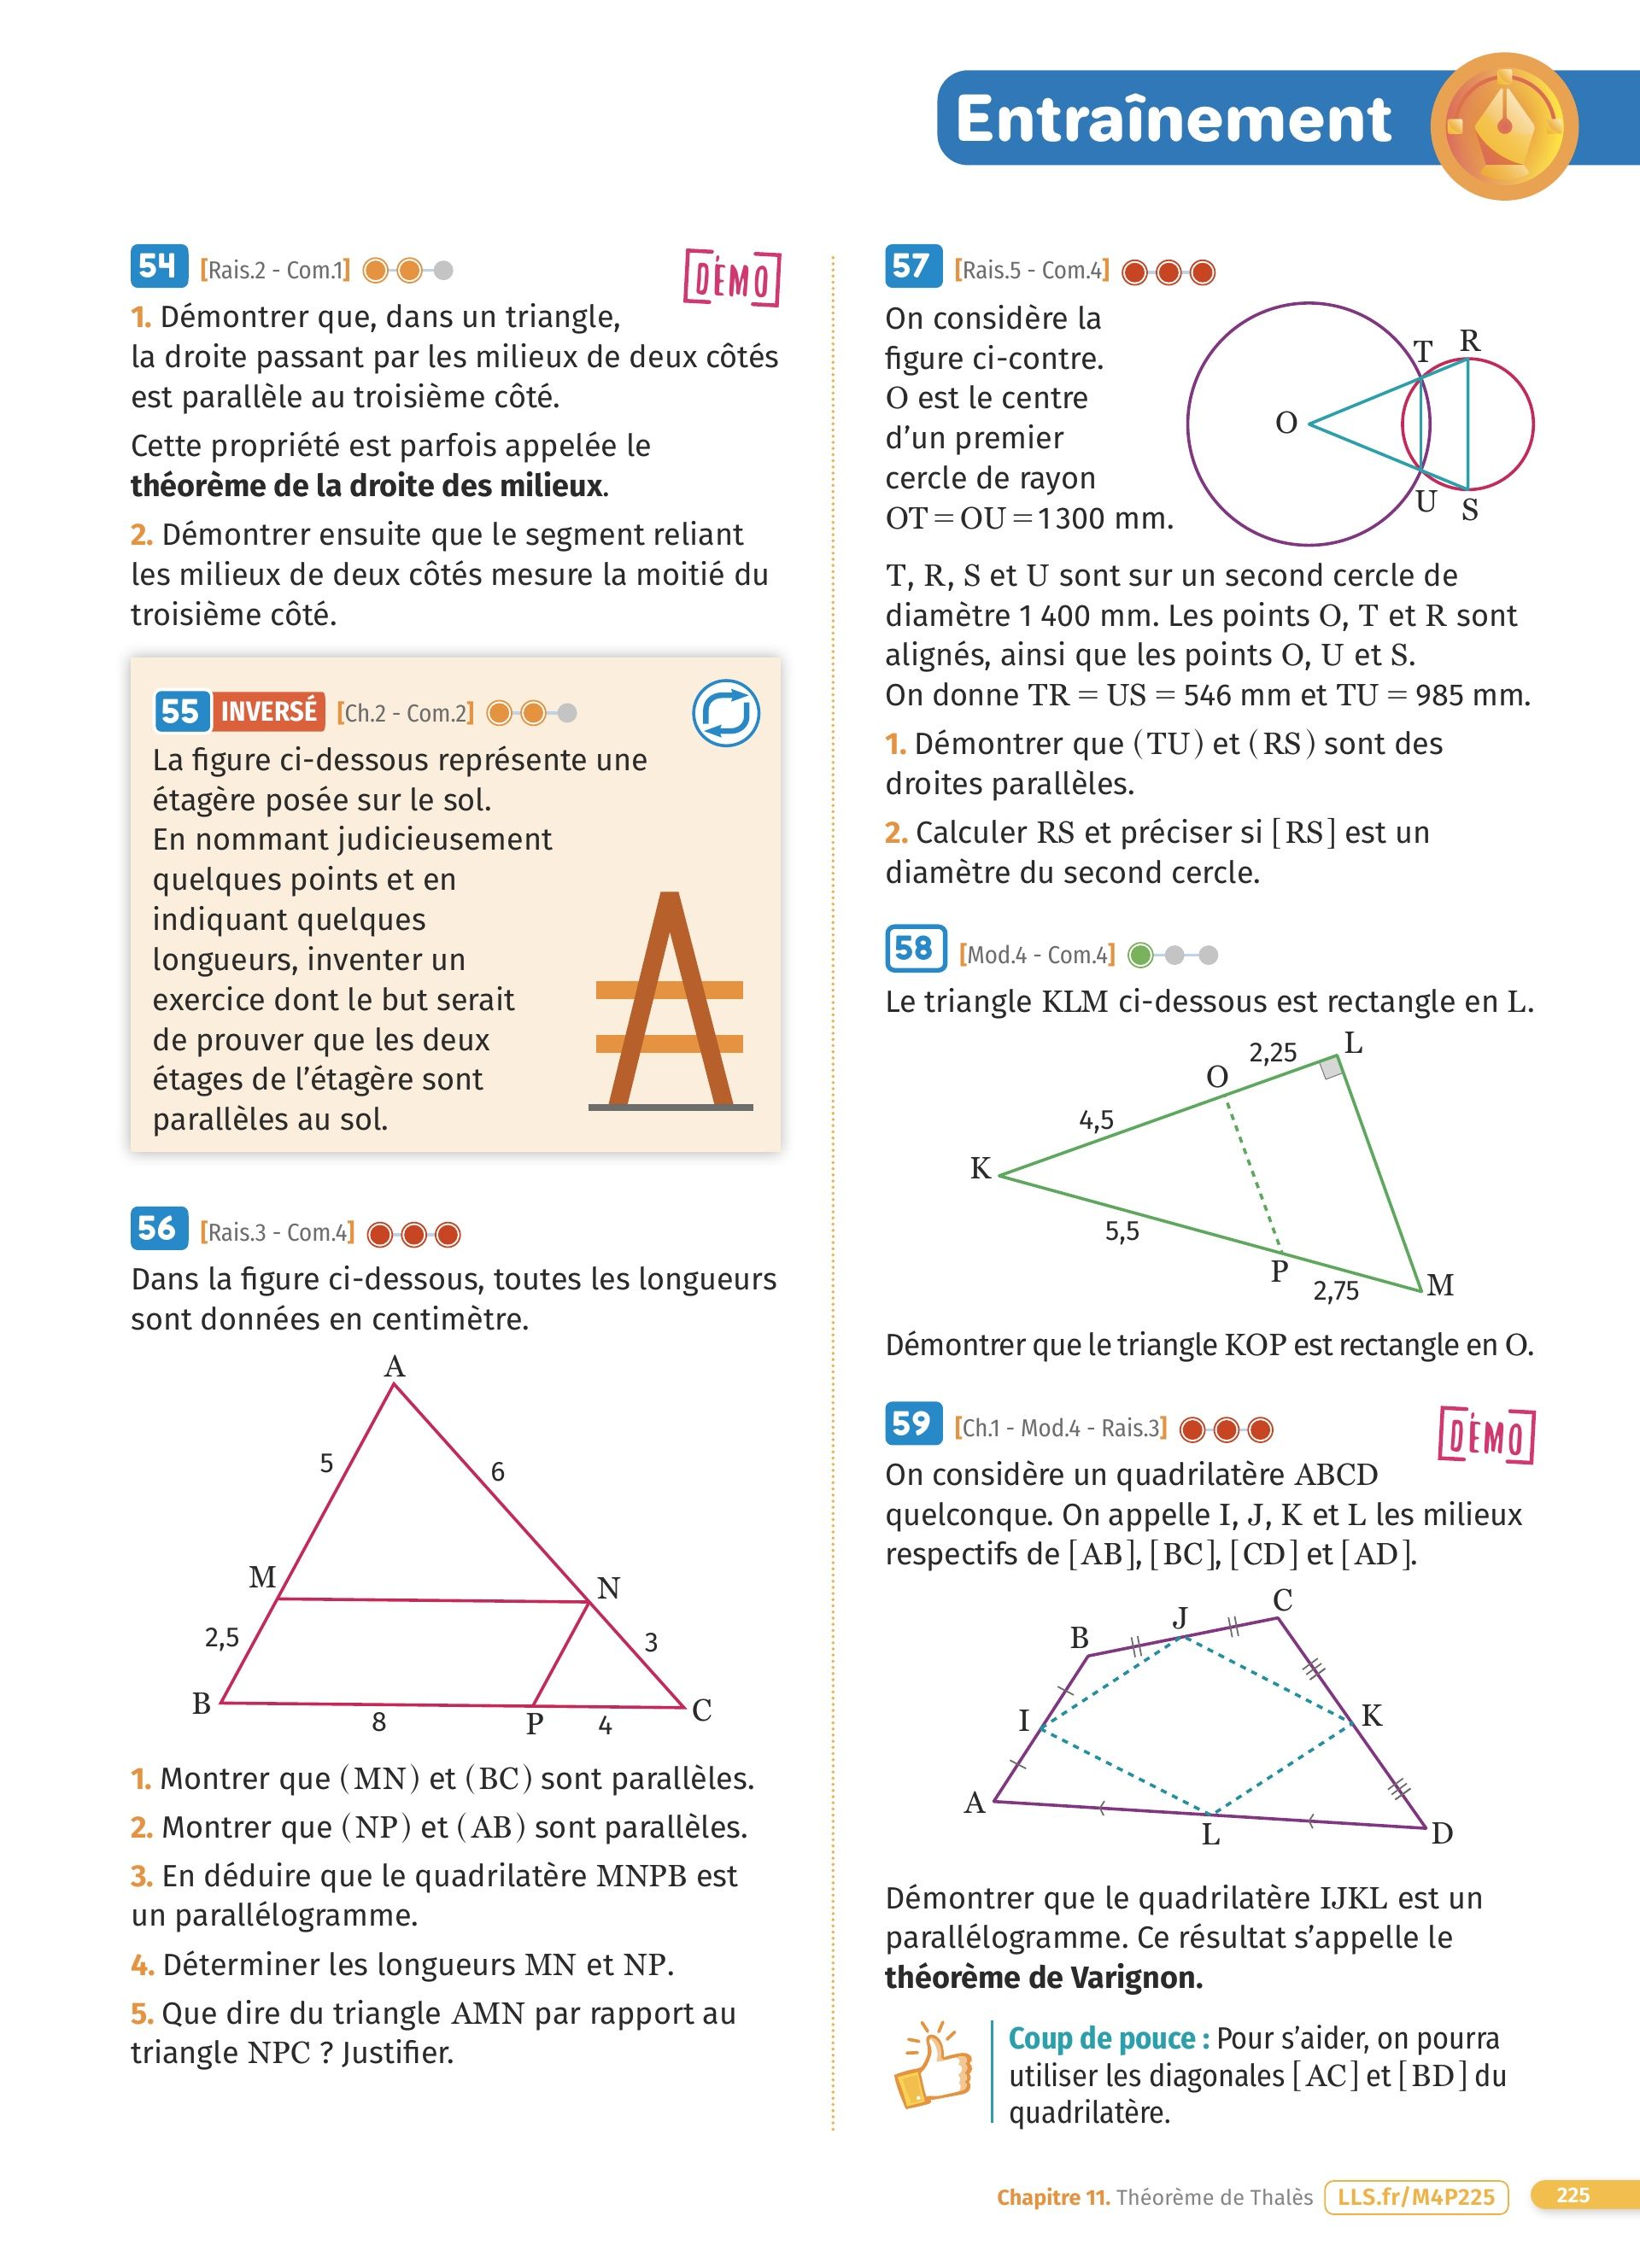 Entraînement
54 [Rais.2 - Com.1]
DÉMO
1. Démontrer que, dans un triangle,
la droite passant par les milieux de deux côtés
est parallèle au troisième côté.
Cette propriété est parfois appelée le
théorème de la droite des milieux.
2. Démontrer ensuite que le segment reliant
les milieux de deux côtés mesure la moitié du
troisième côté.
55 INVERSÉ [Ch.2 - Com.2]
La figure ci-dessous représente une
étagère posée sur le sol.
En nommant judicieusement
quelques points et en
indiquant quelques
longueurs, inventer un
exercice dont le but serait
de prouver que les deux
étages de l'étagère sont
parallèles au sol.
56 [Rais.3 - Com.4]
Dans la figure ci-dessous, toutes les longueurs
sont données en centimètre.
A
5
6
M
N
2,5
3
B
8
P
4
C
1. Montrer que (MN) et (BC) sont parallèles.
2. Montrer que (NP) et (AB) sont parallèles.
3. En déduire que le quadrilatère MNPB est
un parallélogramme.
4. Déterminer les longueurs MN et NP.
5. Que dire du triangle AMN par rapport au
triangle NPC ? Justifier.
57 [Rais.5 - Com.4]
On considère la
figure ci-contre.
O est le centre
d'un premier
cercle de rayon
OT = OU = 1 300 mm.
T
R
O
U
S
T, R, S et U sont sur un second cercle de
diamètre 1 400 mm. Les points O, T et R sont
alignés, ainsi que les points O, U et S.
On donne TR = US = 546 mm et TU = 985 mm.
1. Démontrer que (TU) et (RS) sont des
droites parallèles.
2. Calculer RS et préciser si [RS] est un
diamètre du second cercle.
58 [Mod.4 - Com.4]
Le triangle KLM ci-dessous est rectangle en L.
2,25
L
O
4,5
K
5,5
P
2,75
M
Démontrer que le triangle KOP est rectangle en O.
59 [Ch.1 - Mod.4 - Rais.3]
DÉMO
On considère un quadrilatère ABCD
quelconque. On appelle I, J, K et L les milieux
respectifs de [AB], [BC], [CD] et [AD].
C
J
B
I
K
A
L
D
Démontrer que le quadrilatère IJKL est un
parallélogramme. Ce résultat s'appelle le
théorème de Varignon.
Coup de pouce : Pour s'aider, on pourra
utiliser les diagonales [AC] et [BD] du
quadrilatère.
Chapitre 11. Théorème de Thalès LLS.fr/M4P225 225